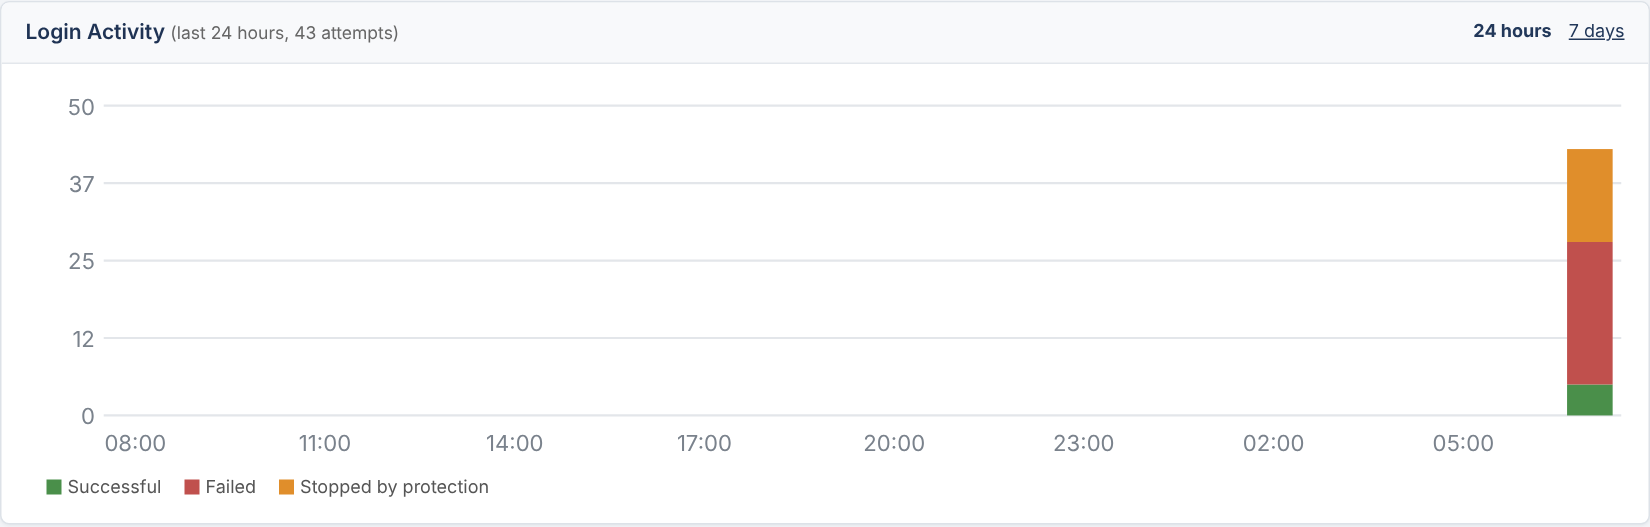 Login Activity (last 24 hours, 43 attempts) 24 hours 7 days
50
37
25
12
0
08:00 11:00 14:00 17:00 20:00 23:00 02:00 05:00
Successful Failed Stopped by protection